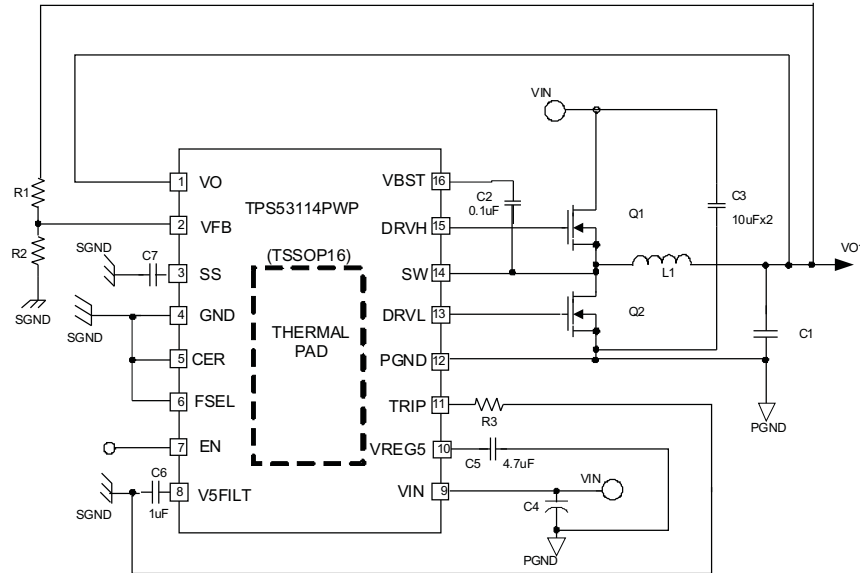 VIN
R1
1
VO
VBST
16
C2
0.1uF
C3
10uFx2
TPS53114PWP
2
VFB
DRVH
15
Q1
VO1
R2
SGND
C7
3
SS
(TSSOP16)
SW
14
L1
SGND
4
GND
THERMAL
PAD
DRVL
13
Q2
C1
SGND
5
CER
PGND
12
6
FSEL
TRIP
11
R3
PGND
7
EN
VREG5
10
C5
4.7uF
C6
1uF
8
V5FILT
VIN
9
VIN
SGND
C4
PGND